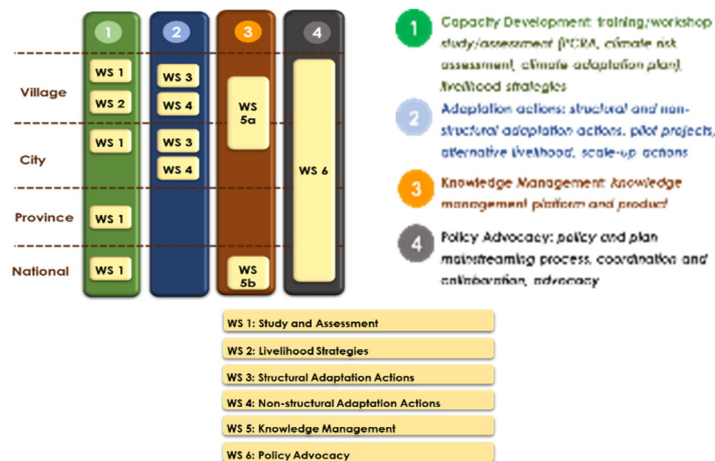 1 2 3 4
Village
WS 1 WS 3 WS 5a
WS 2 WS 4
City
WS 1 WS 3
WS 4
WS 6
Province
WS 1
National
WS 1 WS 5b
1 Capacity Development: training/workshop
study/assessment (PCRA, climate risk
assessment, climate adaptation plan),
livelihood strategies
2 Adaptation actions: structural and non-
structural adaptation actions, pilot projects,
alternative livelihood, scale-up actions
3 Knowledge Management: knowledge
management platform and product
4 Policy Advocacy: policy and plan
mainstreaming process, coordination and
collaboration, advocacy
WS 1: Study and Assessment
WS 2: Livelihood Strategies
WS 3: Structural Adaptation Actions
WS 4: Non-structural Adaptation Actions
WS 5: Knowledge Management
WS 6: Policy Advocacy